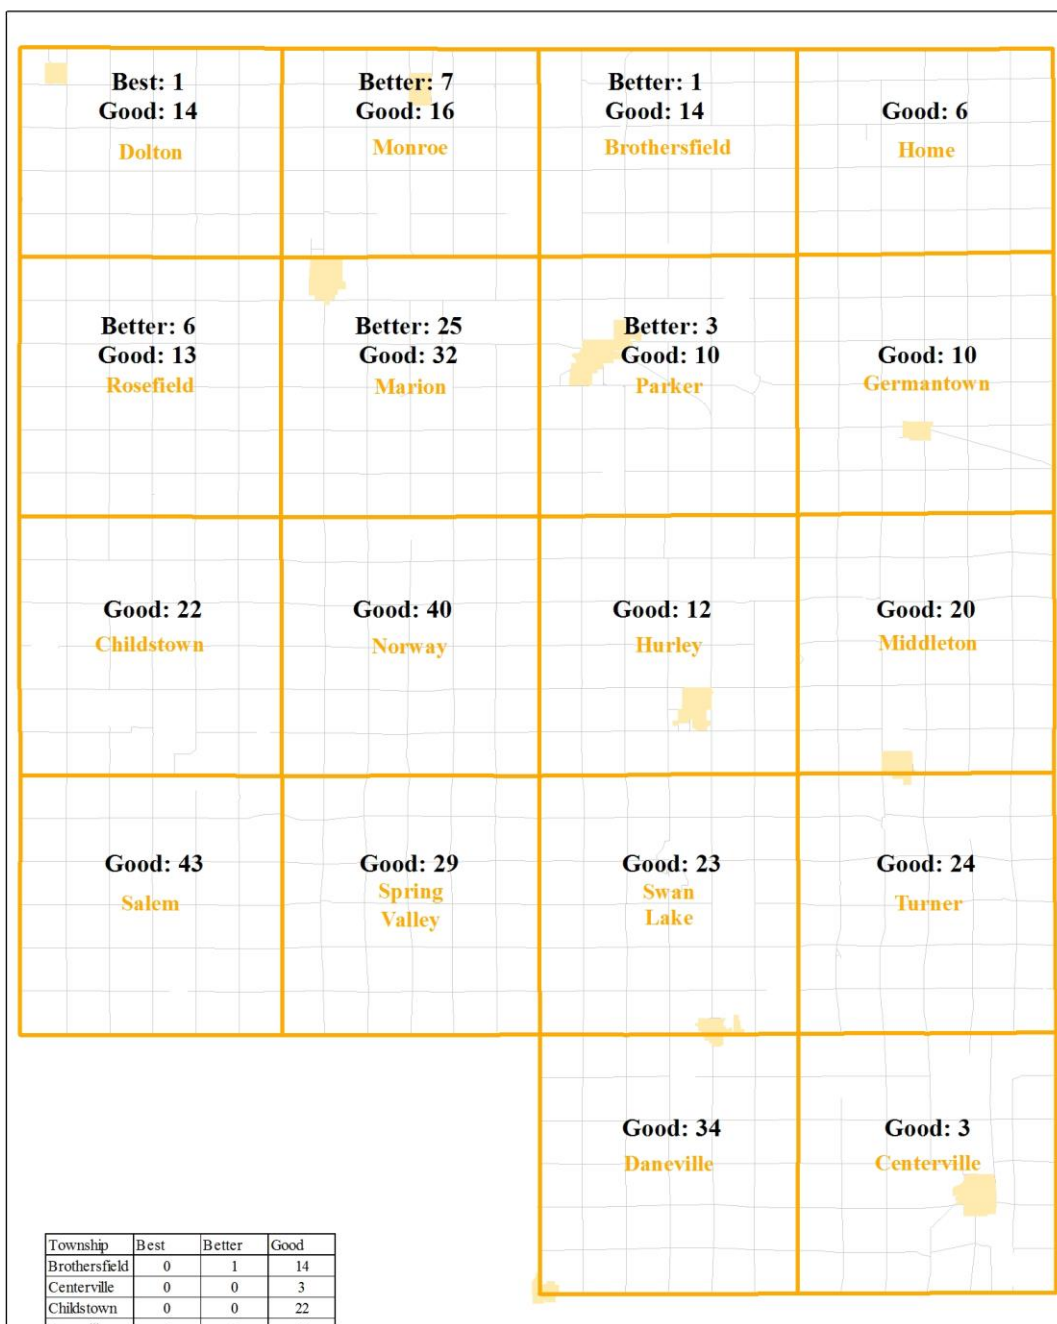 Best: 1
Good: 14
Dolton
Better: 7
Good: 16
Monroe
Better: 1
Good: 14
Brothersfield
Good: 6
Home
Better: 6
Good: 13
Rosefield
Better: 25
Good: 32
Marion
Better: 3
Good: 10
Parker
Good: 10
Germantown
Good: 22
Childstown
Good: 40
Norway
Good: 12
Hurley
Good: 20
Middleton
Good: 43
Salem
Good: 29
Spring
Valley
Good: 23
Swan
Lake
Good: 24
Turner
Good: 34
Daneville
Good: 3
Centerville
Township Best Better Good
Brothersfield 0 1 14
Centerville 0 0 3
Childstown 0 0 22